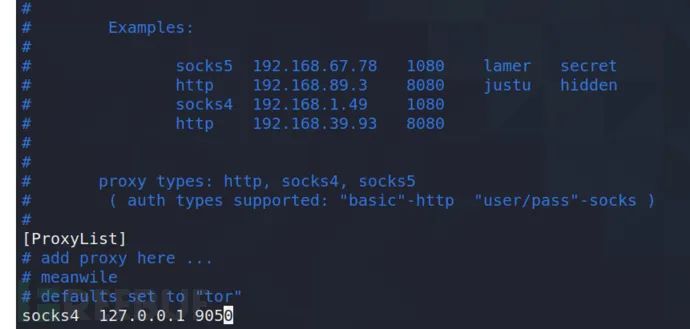 #
#        Examples:
#
#               socks5  192.168.67.78   1080    lamer   secret
#               http    192.168.89.3    8080    justu   hidden
#               socks4  192.168.1.49    1080
#               http    192.168.39.93   8080
#
#
#       proxy types: http, socks4, socks5
#        ( auth types supported: "basic"-http  "user/pass"-socks )
#
[ProxyList]
# add proxy here ...
# meanwile
# defaults set to "tor"
socks4  127.0.0.1 9050